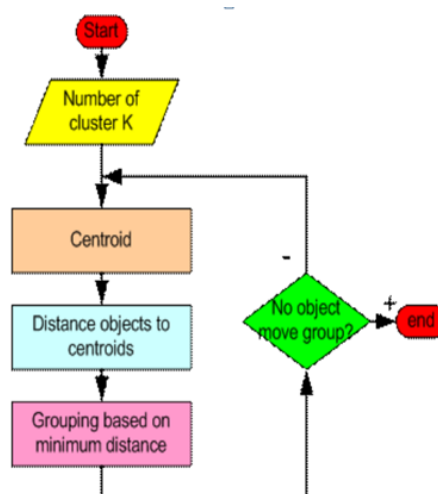 Start
Number of
cluster K
Centroid
Distance objects to
centroids
Grouping based on
minimum distance
-
No object
move group?
+
end